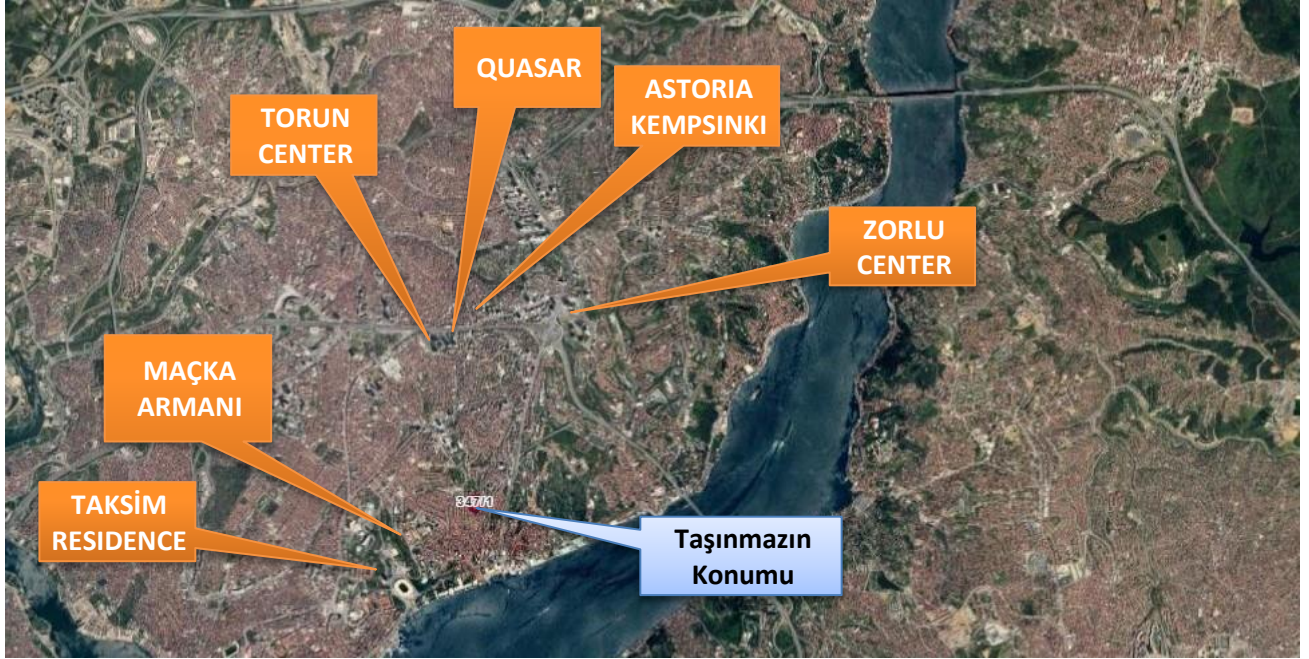 QUASAR
ASTORIA
KEMPSINKI
TORUN
CENTER
ZORLU
CENTER
MAÇKA
ARMANI
TAKSİM
RESIDENCE
347/1
Taşınmazın
Konumu